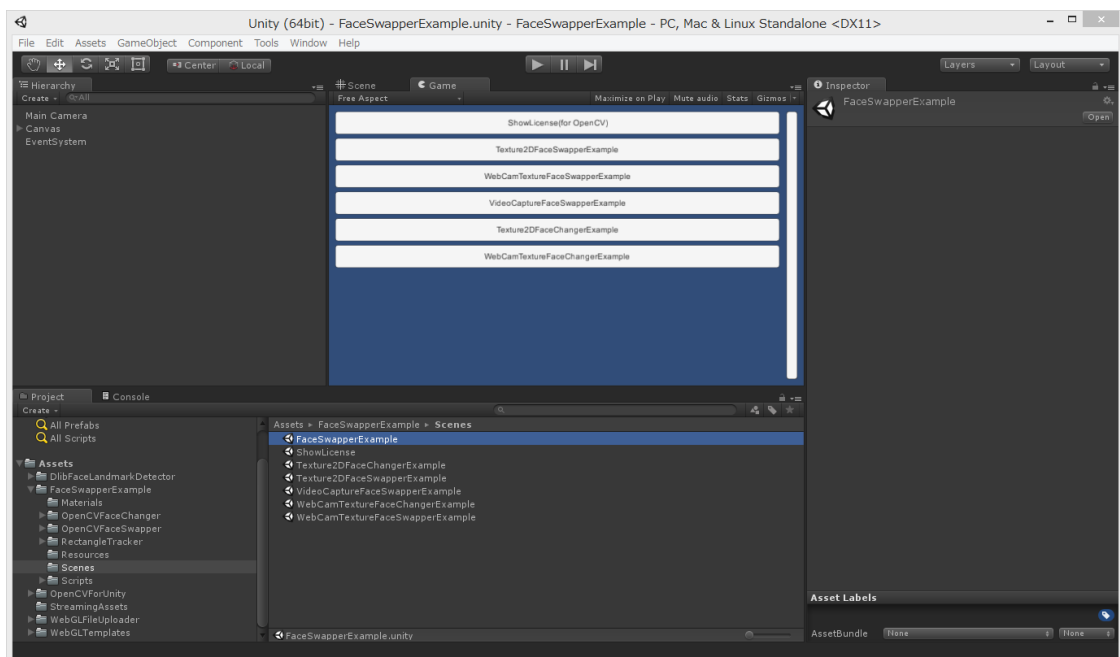 Unity (64bit) - FaceSwapperExample.unity - FaceSwapperExample - PC, Mac & Linux Standalone <DX11>
File Edit Assets GameObject Component Tools Window Help
Center Local
Layers Layout
Hierarchy
Create All
Main Camera
Canvas
EventSystem
Scene Game
Free Aspect Maximize on Play Mute audio Stats Gizmos
ShowLicense(for OpenCV)
Texture2DFaceSwapperExample
WebCamTextureFaceSwapperExample
VideoCaptureFaceSwapperExample
Texture2DFaceChangerExample
WebCamTextureFaceChangerExample
Inspector
FaceSwapperExample
Open
Project Console
Create
All Prefabs
All Scripts
Assets
DlibFaceLandmarkDetector
FaceSwapperExample
Materials
OpenCVFaceChanger
OpenCVFaceSwapper
RectangleTracker
Resources
Scenes
Scripts
OpenCVForUnity
StreamingAssets
WebGLFileUploader
WebGLTemplates
Assets FaceSwapperExample Scenes
FaceSwapperExample
ShowLicense
Texture2DFaceChangerExample
Texture2DFaceSwapperExample
VideoCaptureFaceSwapperExample
WebCamTextureFaceChangerExample
WebCamTextureFaceSwapperExample
FaceSwapperExample.unity
Asset Labels
AssetBundle None None